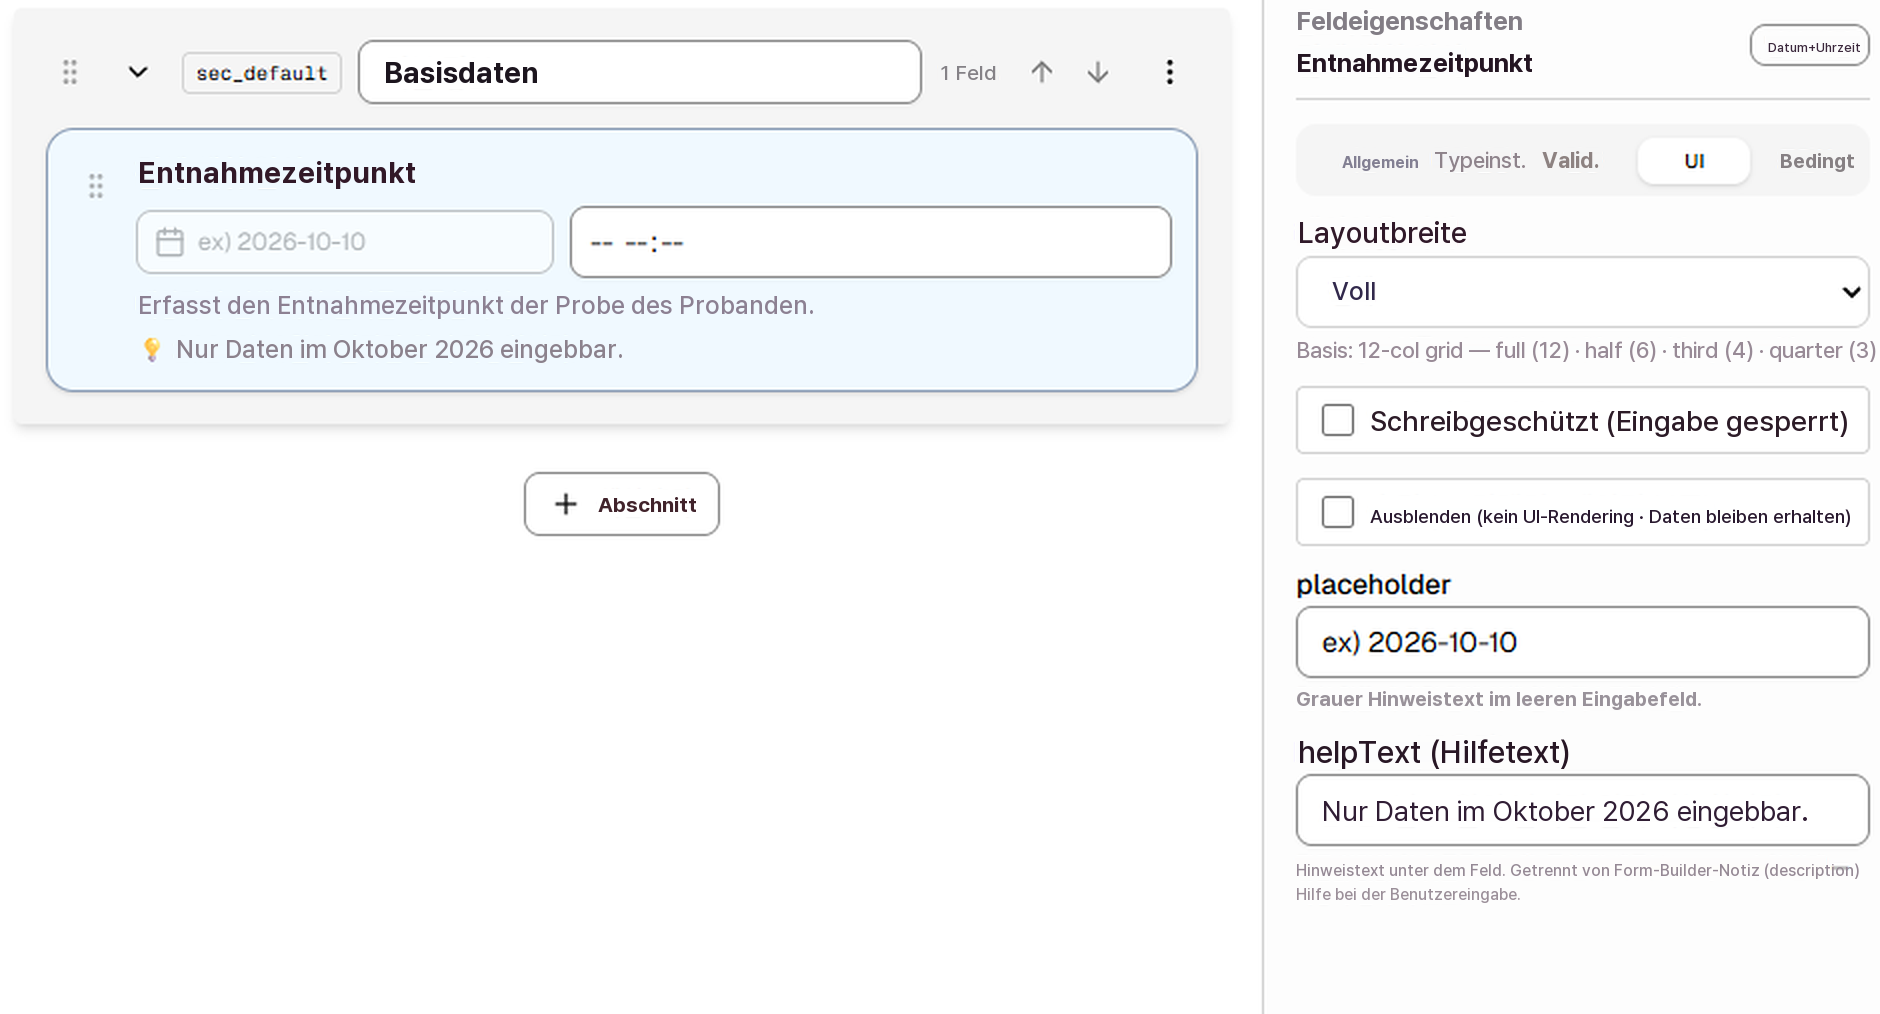 sec_default
Basisdaten
1 Feld
Entnahmezeitpunkt
ex) 2026-10-10
-- --:--
Erfasst den Entnahmezeitpunkt der Probe des Probanden.
Nur Daten im Oktober 2026 eingebbar.
Abschnitt
Feldeigenschaften
Entnahmezeitpunkt
Datum+Uhrzeit
Allgemein Typeinst. Valid. UI Bedingt
Layoutbreite
Voll
Basis: 12-col grid — full (12) · half (6) · third (4) · quarter (3)
Schreibgeschützt (Eingabe gesperrt)
Ausblenden (kein UI-Rendering · Daten bleiben erhalten)
placeholder
ex) 2026-10-10
Grauer Hinweistext im leeren Eingabefeld.
helpText (Hilfetext)
Nur Daten im Oktober 2026 eingebbar.
Hinweistext unter dem Feld. Getrennt von Form-Builder-Notiz (description)
Hilfe bei der Benutzereingabe.